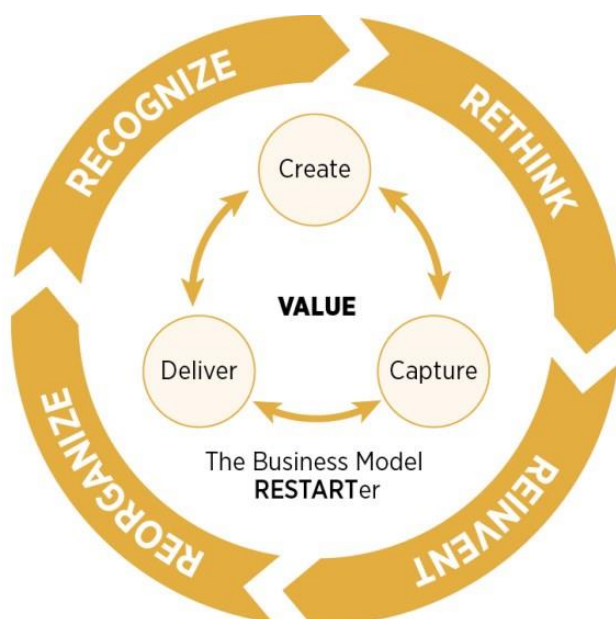 RECOGNIZE
RETHINK
Create
VALUE
Deliver
Capture
The Business Model
RESTARTer
REORGANIZE
REINVENT